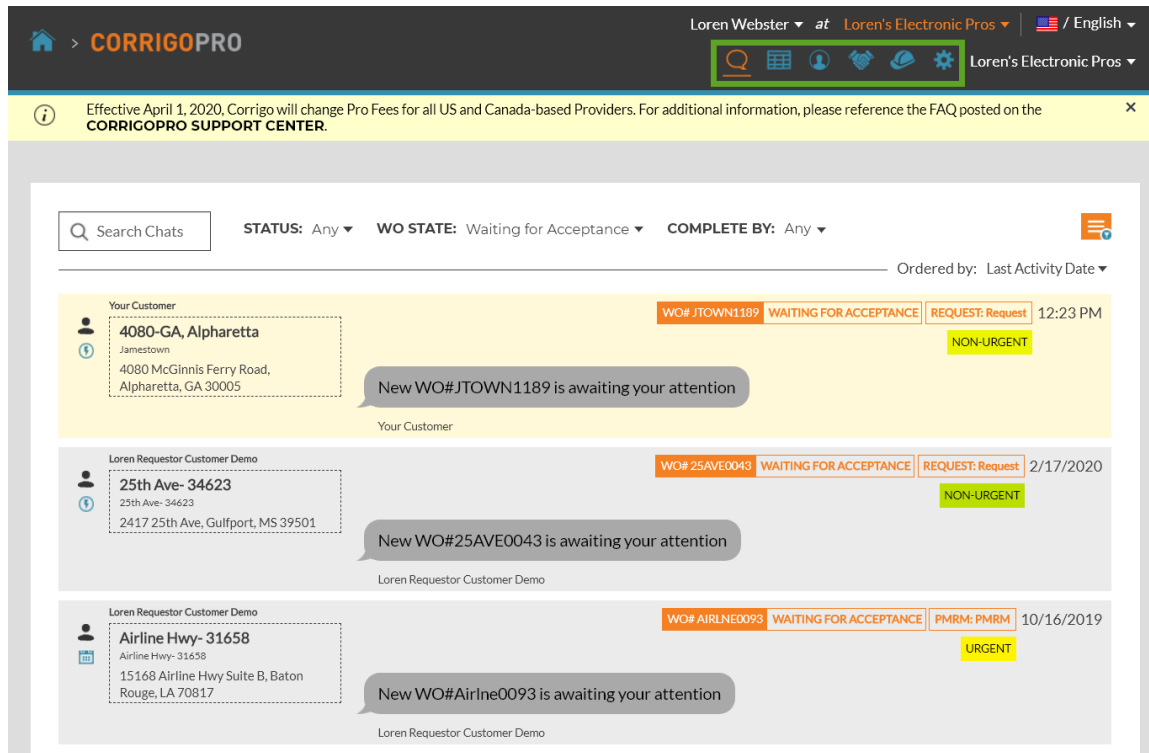 Loren Webster at Loren's Electronic Pros / English
> CORRIGOPRO
Loren's Electronic Pros
Effective April 1, 2020, Corrigo will change Pro Fees for all US and Canada-based Providers. For additional information, please reference the FAQ posted on the
CORRIGOPRO SUPPORT CENTER.
Search Chats
STATUS: Any
WO STATE: Waiting for Acceptance
COMPLETE BY: Any
Ordered by: Last Activity Date
Your Customer
4080-GA, Alpharetta
Jamestown
4080 McGinnis Ferry Road,
Alpharetta, GA 30005
WO# JTOWN1189 WAITING FOR ACCEPTANCE REQUEST: Request 12:23 PM
NON-URGENT
New WO#JTOWN1189 is awaiting your attention
Your Customer
Loren Requestor Customer Demo
25th Ave- 34623
25th Ave- 34623
2417 25th Ave, Gulfport, MS 39501
WO# 25AVE0043 WAITING FOR ACCEPTANCE REQUEST: Request 2/17/2020
NON-URGENT
New WO#25AVE0043 is awaiting your attention
Loren Requestor Customer Demo
Loren Requestor Customer Demo
Airline Hwy- 31658
Airline Hwy- 31658
15168 Airline Hwy Suite B, Baton
Rouge, LA 70817
WO# AIRLNE0093 WAITING FOR ACCEPTANCE PMRM: PMRM 10/16/2019
URGENT
New WO#Airlne0093 is awaiting your attention
Loren Requestor Customer Demo